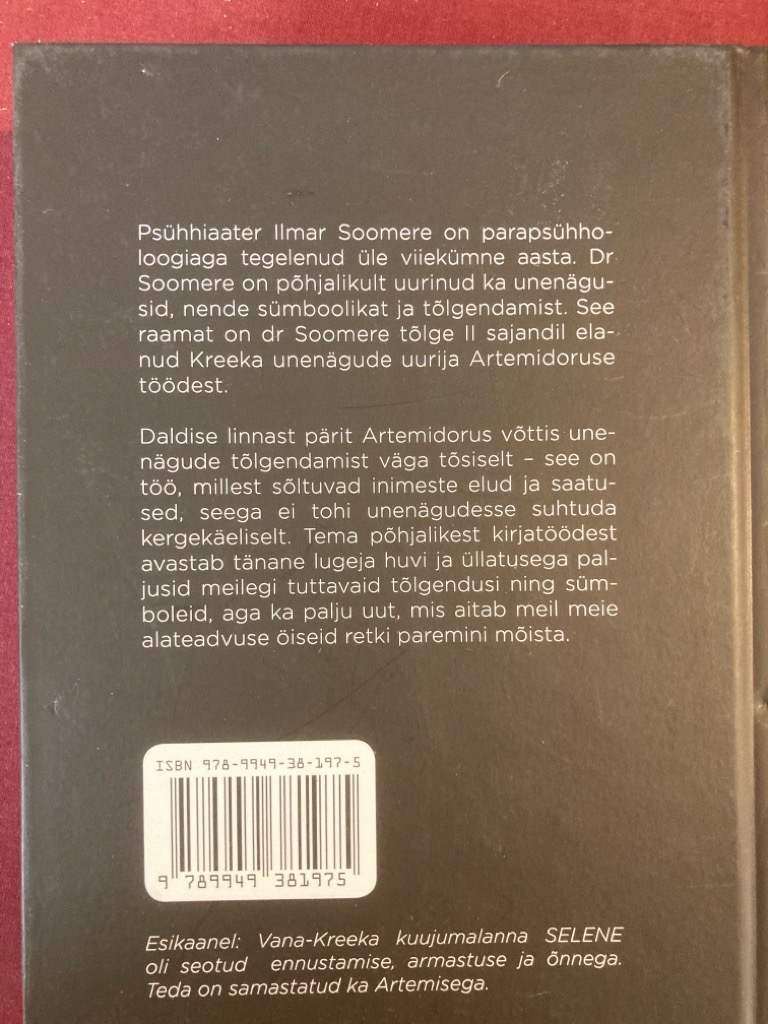 Psühhiaater Ilmar Soomere on parapsühho-
loogiaga tegelenud üle viiekümne aasta. Dr
Soomere on põhjalikult uurinud ka unenägu-
sid, nende sümboolikat ja tõlgendamist. See
raamat on dr Soomere tõlge II sajandil ela-
nud Kreeka unenägude uurija Artemidoruse
töödest.
Daldise linnast pärit Artemidorus võttis une-
nägude tõlgendamist väga tõsiselt – see on
töö, millest sõltuvad inimeste elud ja saatu-
sed, seega ei tohi unenägudesse suhtuda
kergekäeliselt. Tema põhjalikest kirjatöödest
avastab tänane lugeja huvi ja üllatusega pal-
jusid meilegi tuttavaid tõlgendusi ning süm-
boleid, aga ka palju uut, mis aitab meil meie
alateadvuse öiseid retki paremini mõista.
ISBN 978-9949-38-197-5
9 789949 381975
Esikaanel: Vana-Kreeka kuujumalanna SELENE
oli seotud ennustamise, armastuse ja õnnega.
Teda on samastatud ka Artemisega.